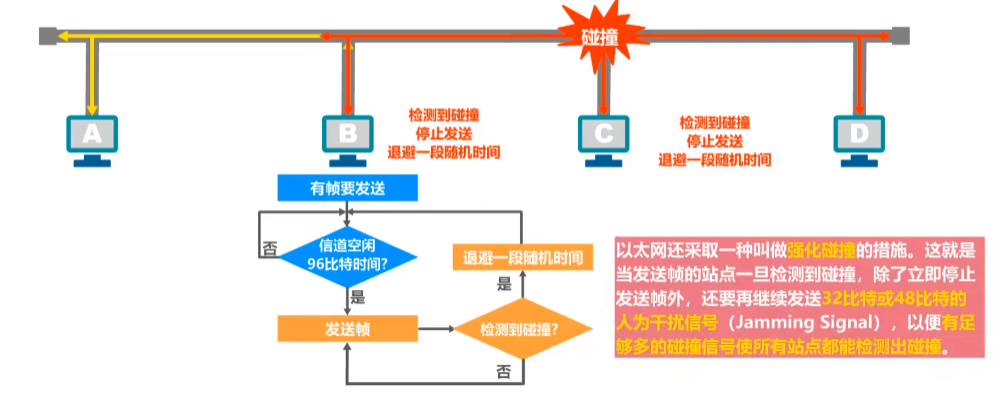 碰撞
A
B
C
D
检测到碰撞
停止发送
退避一段随机时间
检测到碰撞
停止发送
退避一段随机时间
有帧要发送
否
信道空闲
96比特时间?
是
发送帧
退避一段随机时间
是
检测到碰撞?
否
以太网还采取一种叫做强化碰撞的措施。这就是
当发送帧的站点一旦检测到碰撞，除了立即停止
发送帧外，还要再继续发送32比特或48比特的
人为干扰信号（Jamming Signal），以便有足
够多的碰撞信号使所有站点都能检测出碰撞。